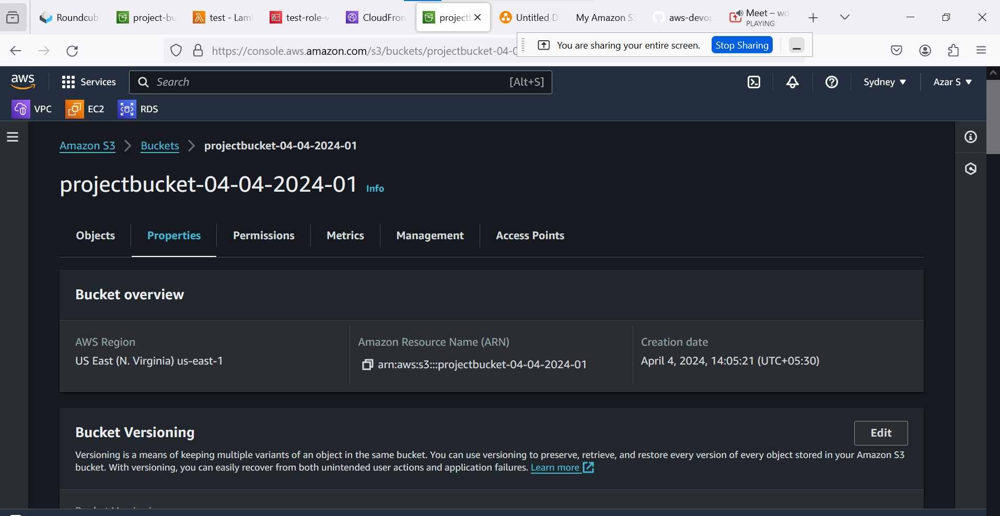 Roundcub
project-bu
test - Lam
test-role-v
CloudFron
project
Untitled D
My Amazon S
aws-devop
Meet – wd
PLAYING
https://console.aws.amazon.com/s3/buckets/projectbucket-04-0
You are sharing your entire screen.
Stop Sharing
aws
Services
Search
[Alt+S]
Sydney
Azar S
VPC
EC2
RDS
Amazon S3
Buckets
projectbucket-04-04-2024-01
projectbucket-04-04-2024-01 Info
Objects
Properties
Permissions
Metrics
Management
Access Points
Bucket overview
AWS Region
US East (N. Virginia) us-east-1
Amazon Resource Name (ARN)
arn:aws:s3:::projectbucket-04-04-2024-01
Creation date
April 4, 2024, 14:05:21 (UTC+05:30)
Bucket Versioning
Edit
Versioning is a means of keeping multiple variants of an object in the same bucket. You can use versioning to preserve, retrieve, and restore every version of every object stored in your Amazon S3
bucket. With versioning, you can easily recover from both unintended user actions and application failures. Learn more